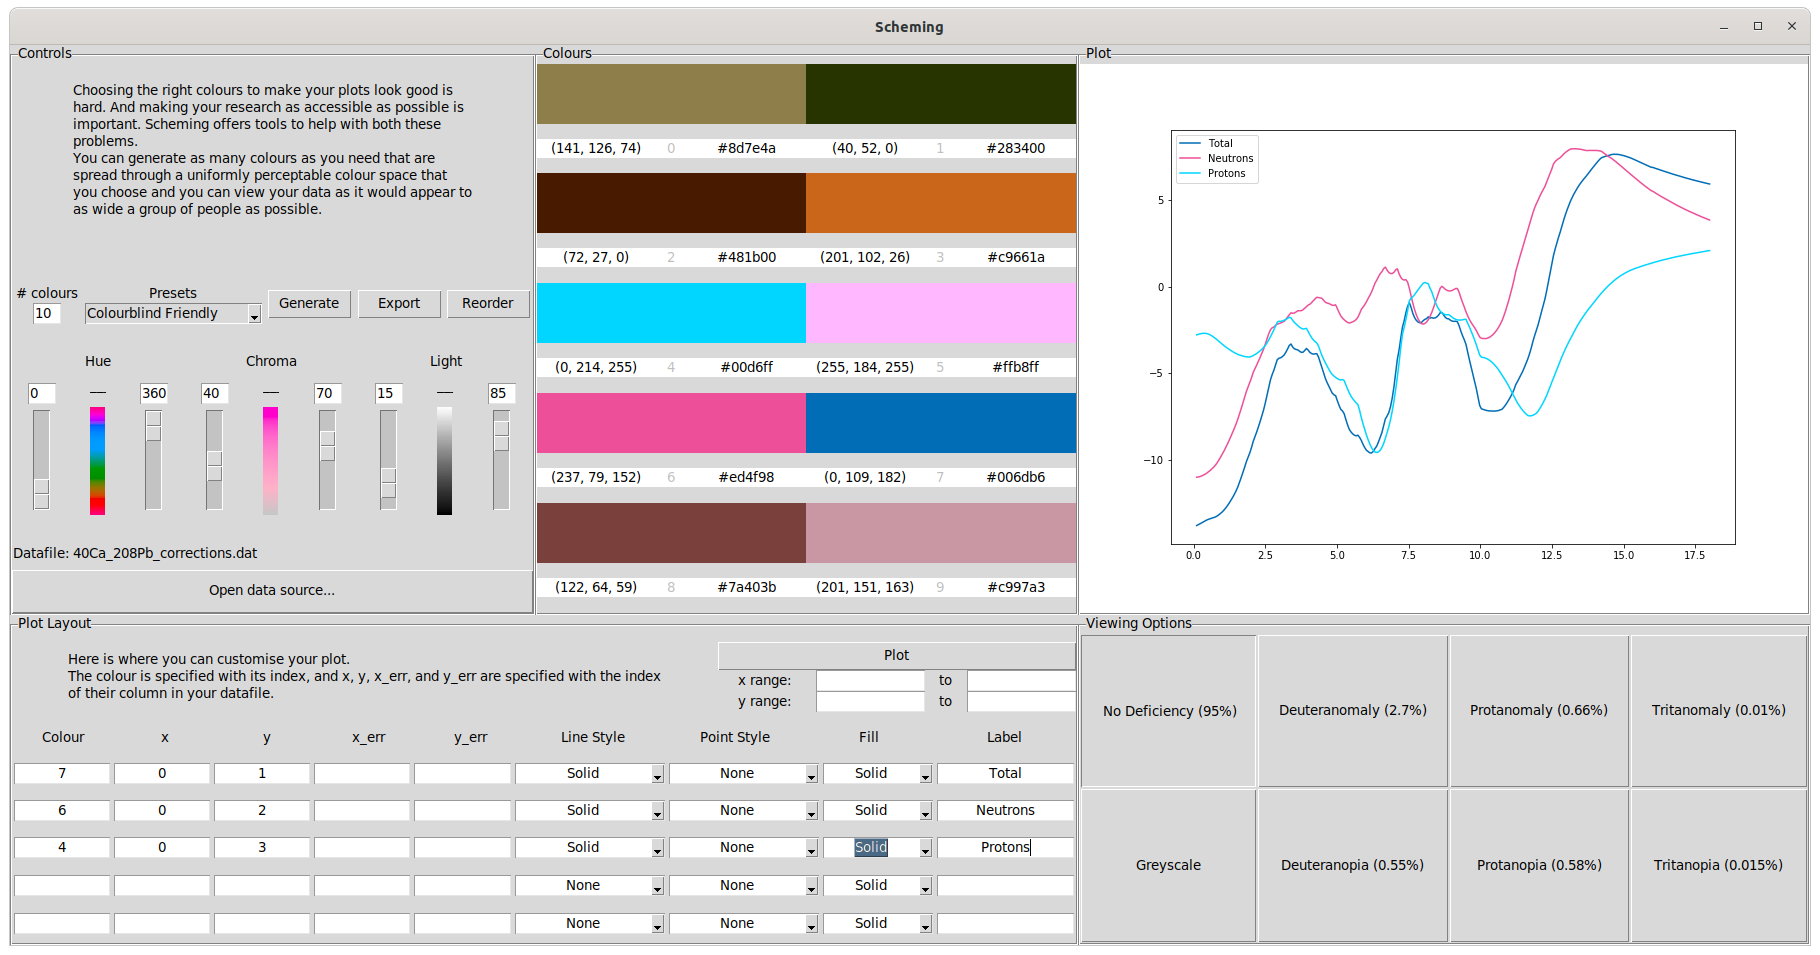 Scheming
Controls
Choosing the right colours to make your plots look good is
hard. And making your research as accessible as possible is
important. Scheming offers tools to help with both these
problems.
You can generate as many colours as you need that are
spread through a uniformly perceptable colour space that
you choose and you can view your data as it would appear to
as wide a group of people as possible.
# colours Presets
10 Colourblind Friendly Generate Export Reorder
Hue Chroma Light
0 360 40 70 15 85
Datafile: 40Ca_208Pb_corrections.dat
Open data source...
Colours
(141, 126, 74) 0 #8d7e4a (40, 52, 0) 1 #283400
(72, 27, 0) 2 #481b00 (201, 102, 26) 3 #c9661a
(0, 214, 255) 4 #00d6ff (255, 184, 255) 5 #ffb8ff
(237, 79, 152) 6 #ed4f98 (0, 109, 182) 7 #006db6
(122, 64, 59) 8 #7a403b (201, 151, 163) 9 #c997a3
Plot
Total
Neutrons
Protons
5
0
−5
−10
0.0 2.5 5.0 7.5 10.0 12.5 15.0 17.5
Plot Layout
Here is where you can customise your plot.
The colour is specified with its index, and x, y, x_err, and y_err are specified with the index
of their column in your datafile.
Plot
x range: to
y range: to
Colour x y x_err y_err Line Style Point Style Fill Label
7 0 1 Solid None Solid Total
6 0 2 Solid None Solid Neutrons
4 0 3 Solid None Solid Protons
None None Solid
None None Solid
Viewing Options
No Deficiency (95%) Deuteranomaly (2.7%) Protanomaly (0.66%) Tritanomaly (0.01%)
Greyscale Deuteranopia (0.55%) Protanopia (0.58%) Tritanopia (0.015%)